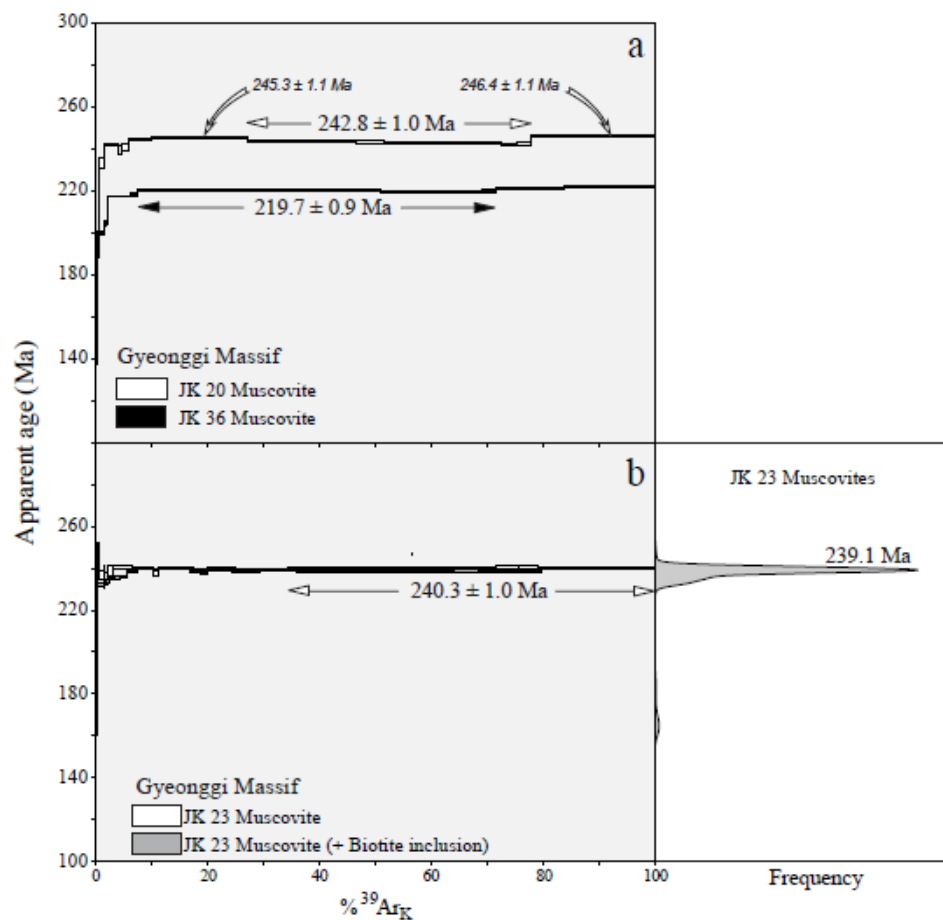 300
a
245.3 ± 1.1 Ma
246.4 ± 1.1 Ma
260
242.8 ± 1.0 Ma
220
219.7 ± 0.9 Ma
180
Gyeonggi Massif
140
JK 20 Muscovite
JK 36 Muscovite
Apparent age (Ma)
b
JK 23 Muscovites
260
239.1 Ma
240.3 ± 1.0 Ma
220
180
140
Gyeonggi Massif
JK 23 Muscovite
JK 23 Muscovite (+ Biotite inclusion)
100
0 20 40 60 80 100
Frequency
%³⁹Ar_K